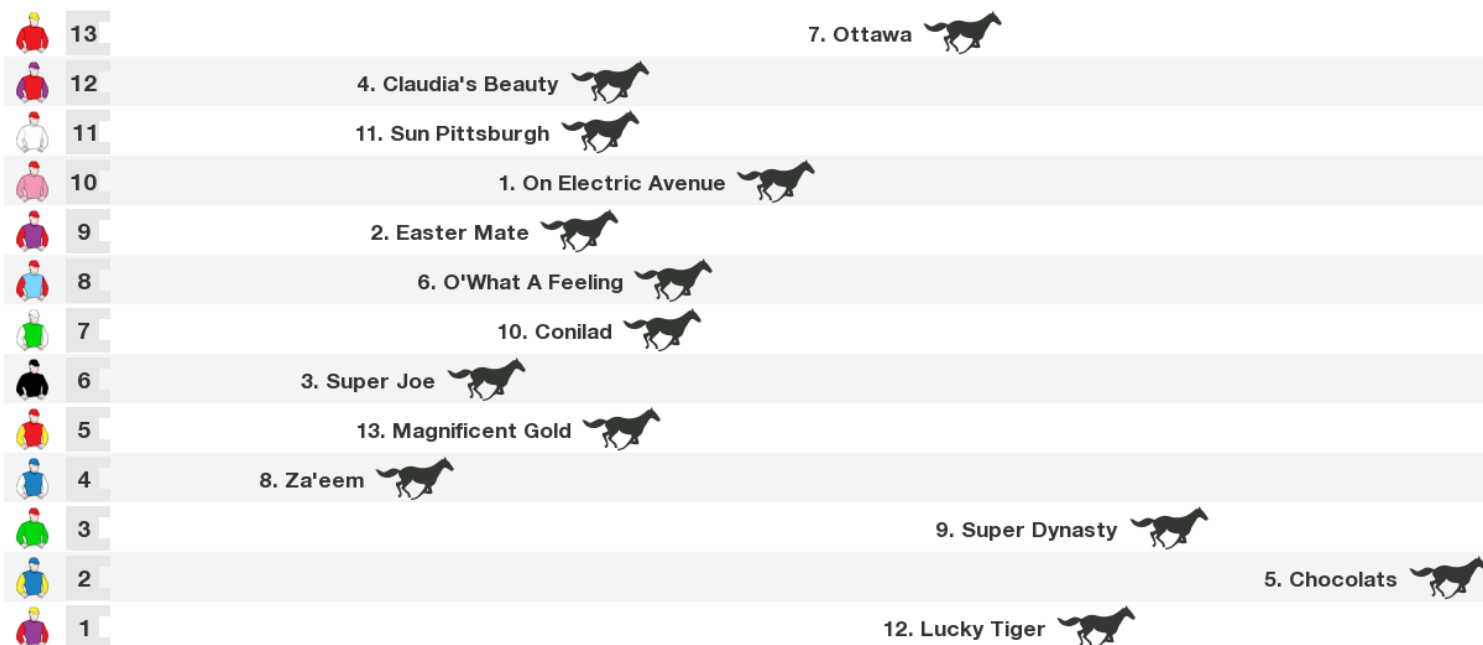 13 7. Ottawa
12 4. Claudia's Beauty
11 11. Sun Pittsburgh
10 1. On Electric Avenue
9 2. Easter Mate
8 6. O'What A Feeling
7 10. Conilad
6 3. Super Joe
5 13. Magnificent Gold
4 8. Za'eem
3 9. Super Dynasty
2 5. Chocolats
1 12. Lucky Tiger